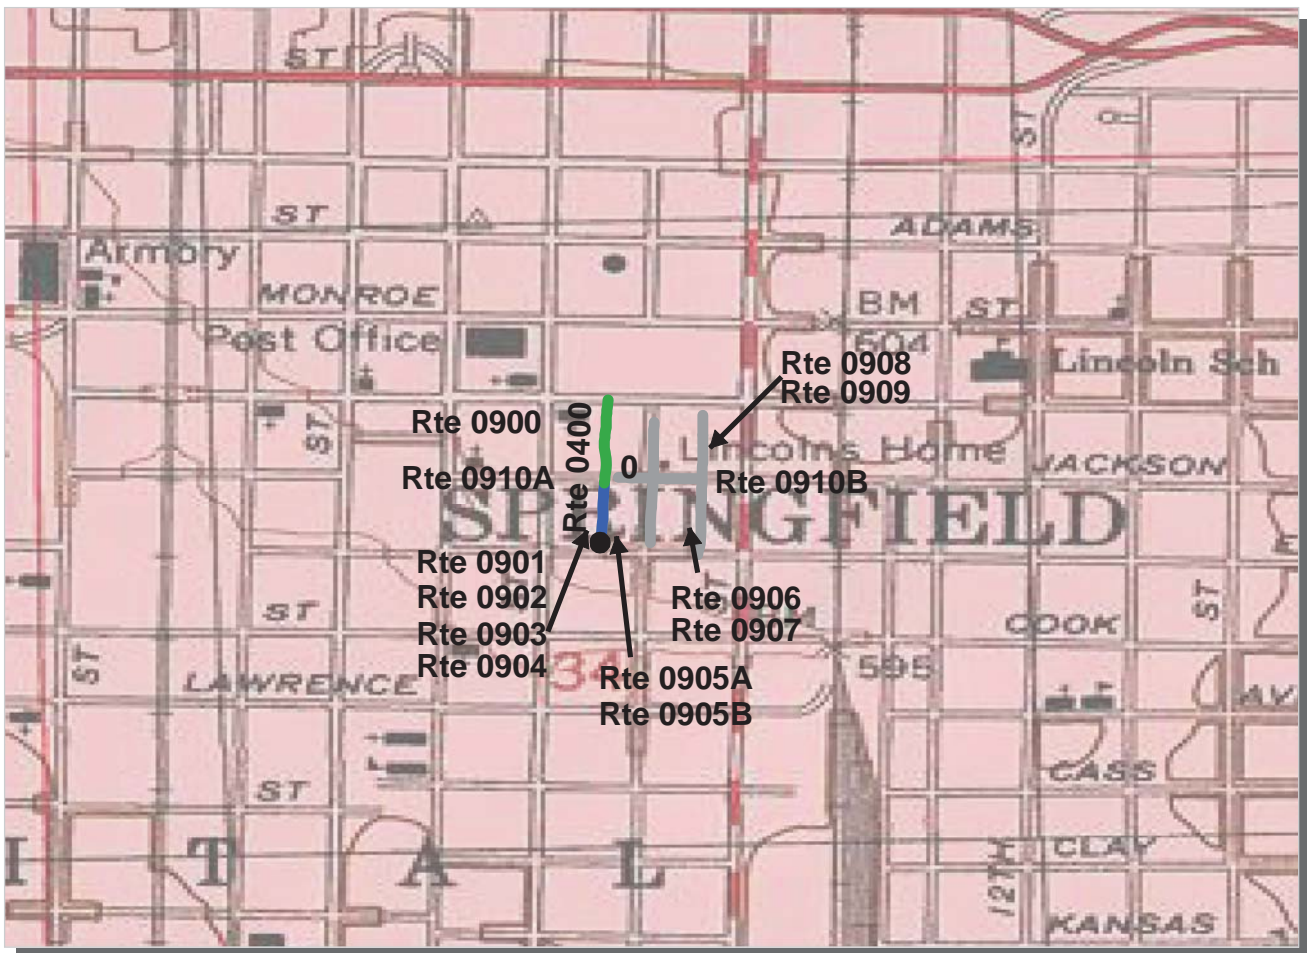 ST
ST
ST
ADAMS
Armory
MONROE
BM
ST
Post Office
604
Lincoln Sch
Rte 0908
Rte 0909
Rte 0900
Rte 0400
ST
Lincolns Home
JACKSON
0
Rte 0910A
Rte 0910B
SPRINGFIELD
Rte 0901
Rte 0902
Rte 0903
Rte 0904
Rte 0906
Rte 0907
ST
ST
ST
COOK
34
595
Rte 0905A
Rte 0905B
ST
LAWRENCE
AV
CASS
ST
I T A L
CLAY
12TH
KANSAS